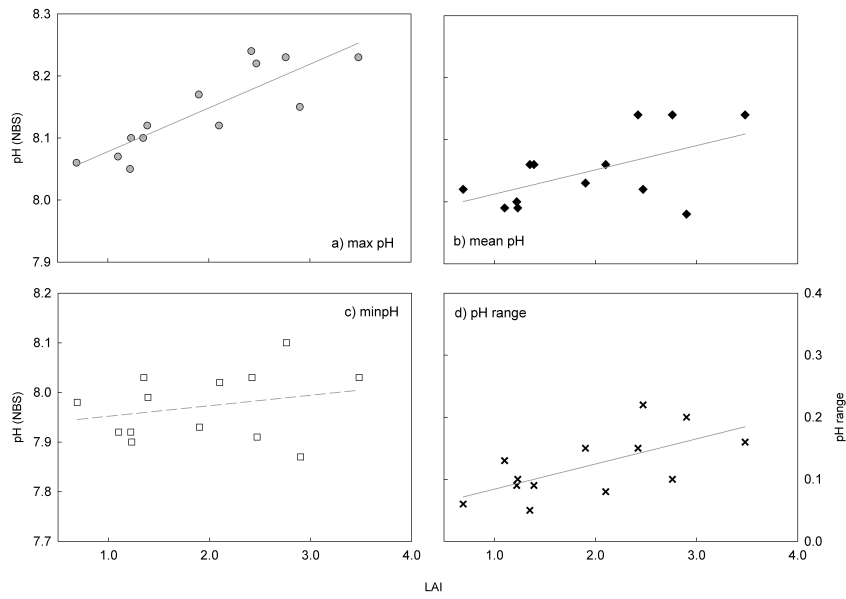 8.3
8.2
8.1
8.0
7.9
pH (NBS)
a) max pH
b) mean pH
8.2
8.1
8.0
7.9
7.8
7.7
pH (NBS)
c) minpH
1.0 2.0 3.0 4.0
d) pH range
0.4
0.3
0.2
0.1
0.0
pH range
1.0 2.0 3.0 4.0
LAI